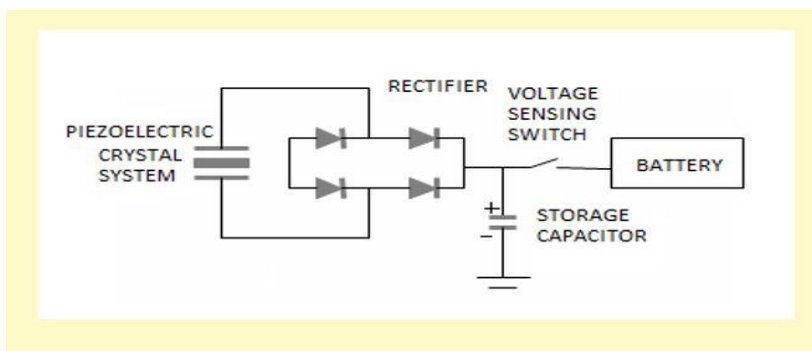 RECTIFIER
VOLTAGE
SENSING
SWITCH
PIEZOELECTRIC
CRYSTAL
SYSTEM
BATTERY
+
–
STORAGE
CAPACITOR